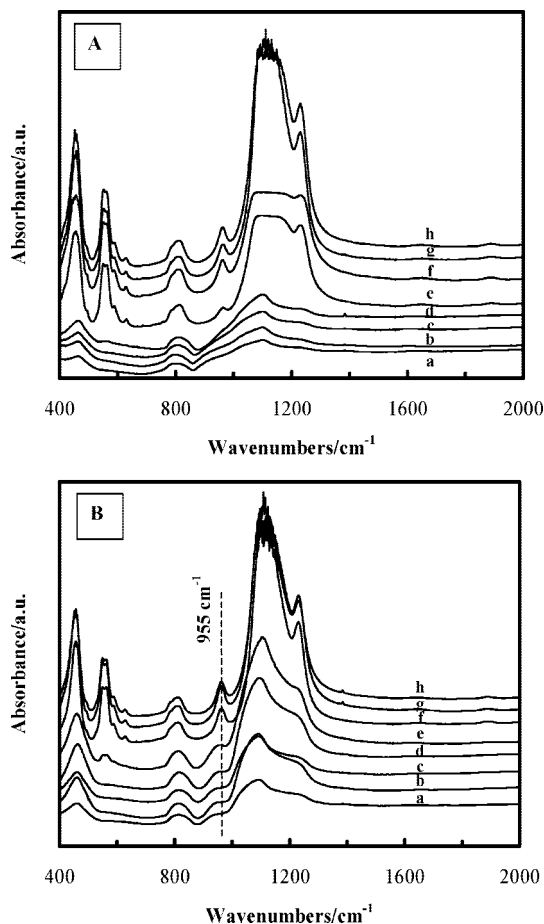 A
Absorbance/a.u.
h
g
f
e
d
c
b
a
400 800 1200 1600 2000
Wavenumbers/cm-1
B
955 cm-1
Absorbance/a.u.
h
g
f
e
d
c
b
a
400 800 1200 1600 2000
Wavenumbers/cm-1